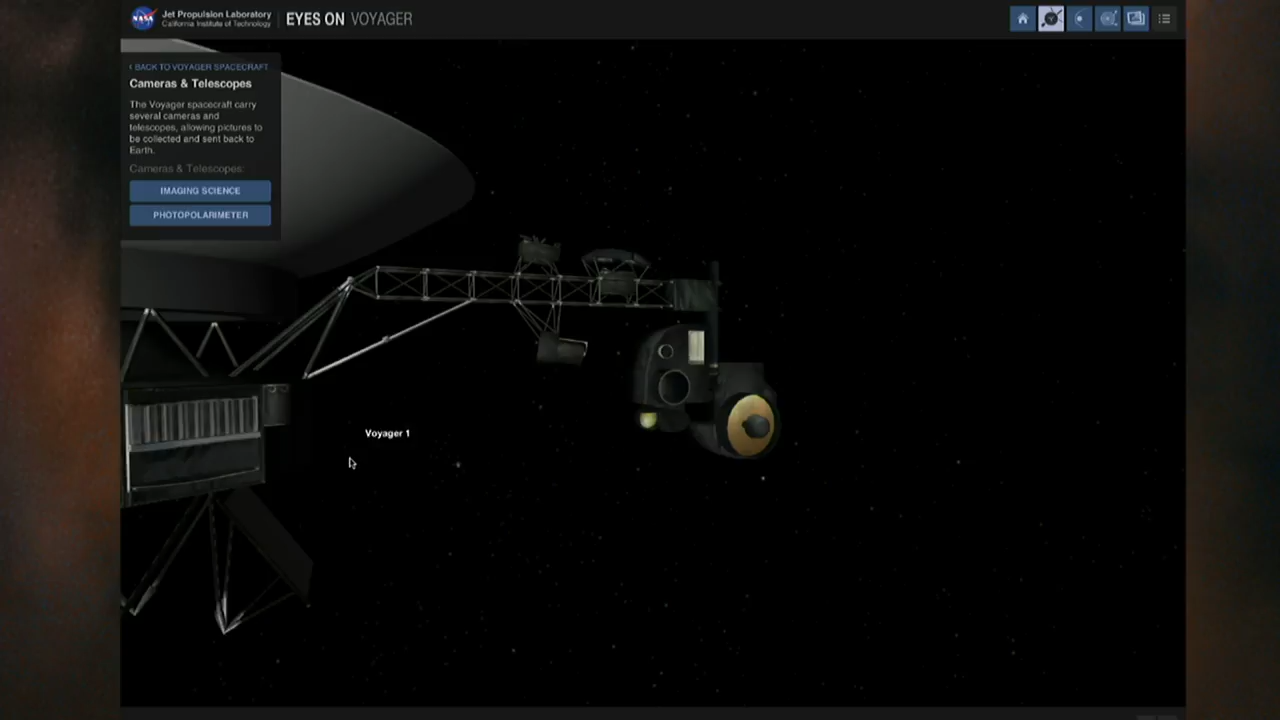 NASA
Jet Propulsion Laboratory
California Institute of Technology
EYES ON VOYAGER
‹ BACK TO VOYAGER SPACECRAFT
Cameras & Telescopes
The Voyager spacecraft carry
several cameras and
telescopes, allowing pictures to
be collected and sent back to
Earth.
Cameras & Telescopes:
IMAGING SCIENCE
PHOTOPOLARIMETER
Voyager 1